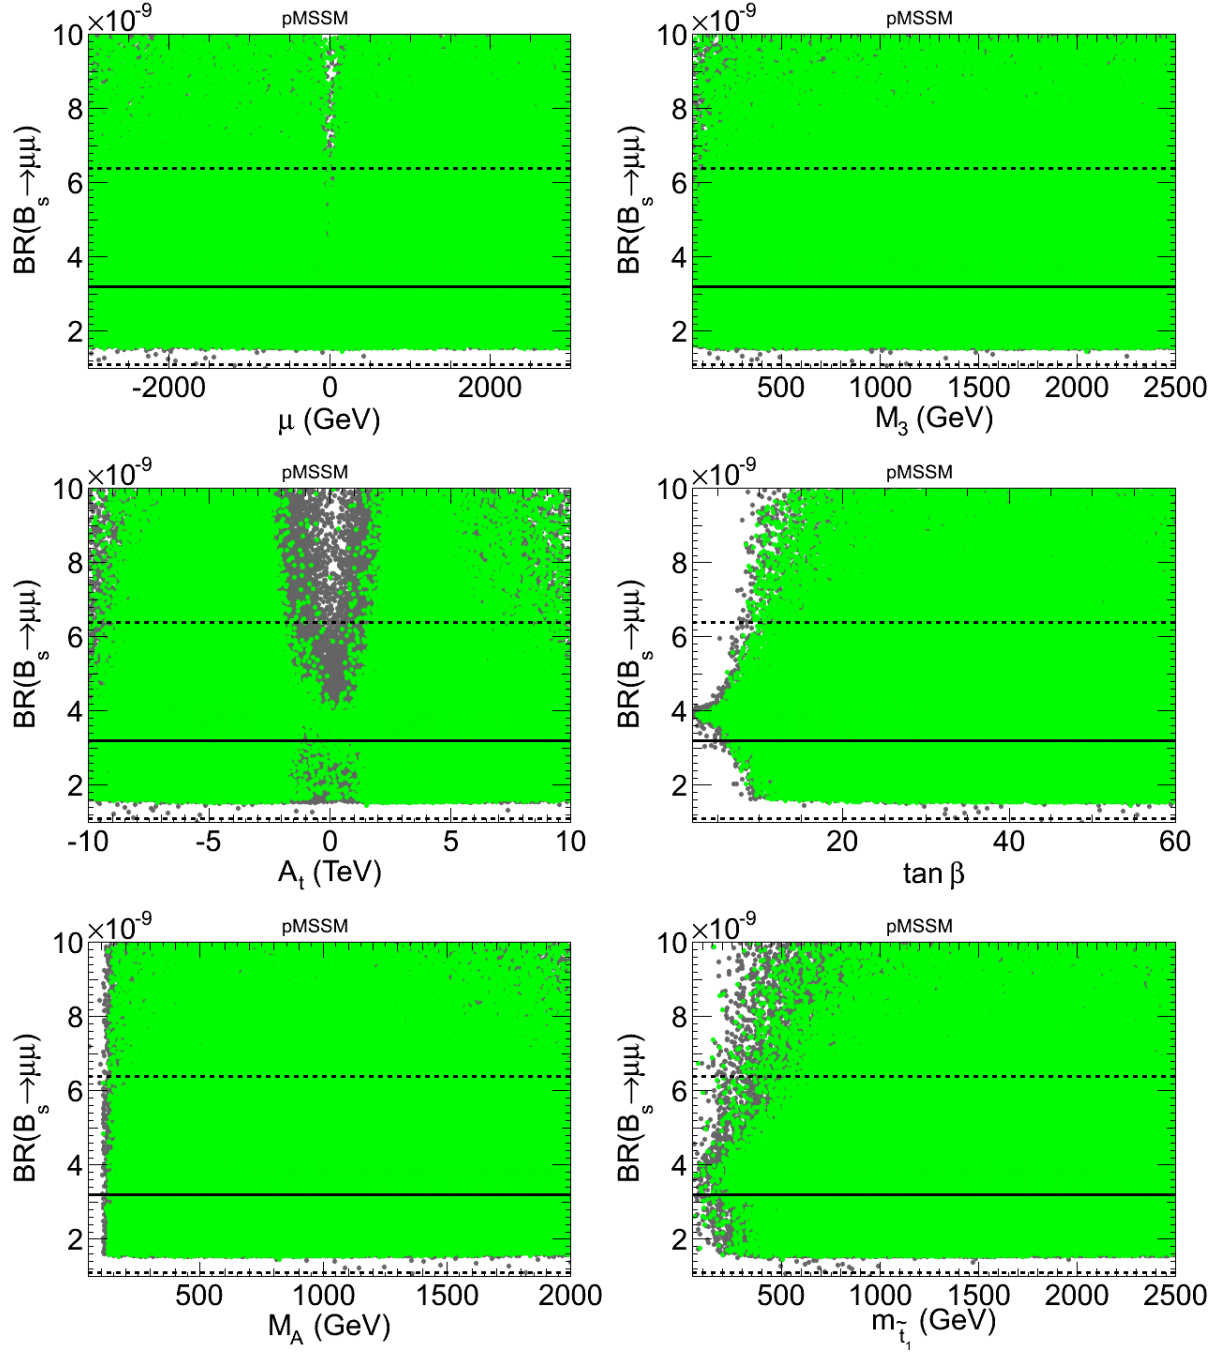 ×10⁻⁹ pMSSM
10
8
6
4
2
BR(Bₛ→μμ)
-2000 0 2000
μ (GeV)
×10⁻⁹ pMSSM
10
8
6
4
2
BR(Bₛ→μμ)
500 1000 1500 2000 2500
M₃ (GeV)
×10⁻⁹ pMSSM
10
8
6
4
2
BR(Bₛ→μμ)
-10 -5 0 5 10
Aₜ (TeV)
×10⁻⁹ pMSSM
10
8
6
4
2
BR(Bₛ→μμ)
20 40 60
tan β
×10⁻⁹ pMSSM
10
8
6
4
2
BR(Bₛ→μμ)
500 1000 1500 2000
M_A (GeV)
×10⁻⁹ pMSSM
10
8
6
4
2
BR(Bₛ→μμ)
500 1000 1500 2000 2500
m_t̃₁ (GeV)